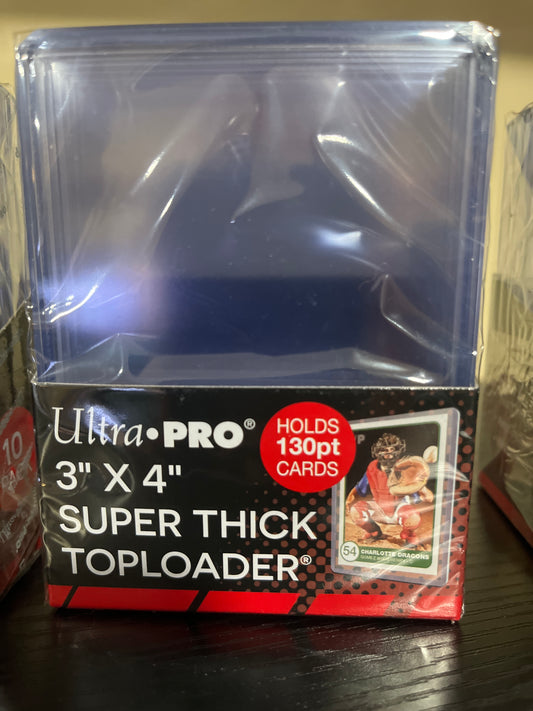 Ultra•PRO®
3" X 4"
SUPER THICK
TOPLOADER®
HOLDS
130pt
CARDS
54
CHARLOTTE DRAGONS
10